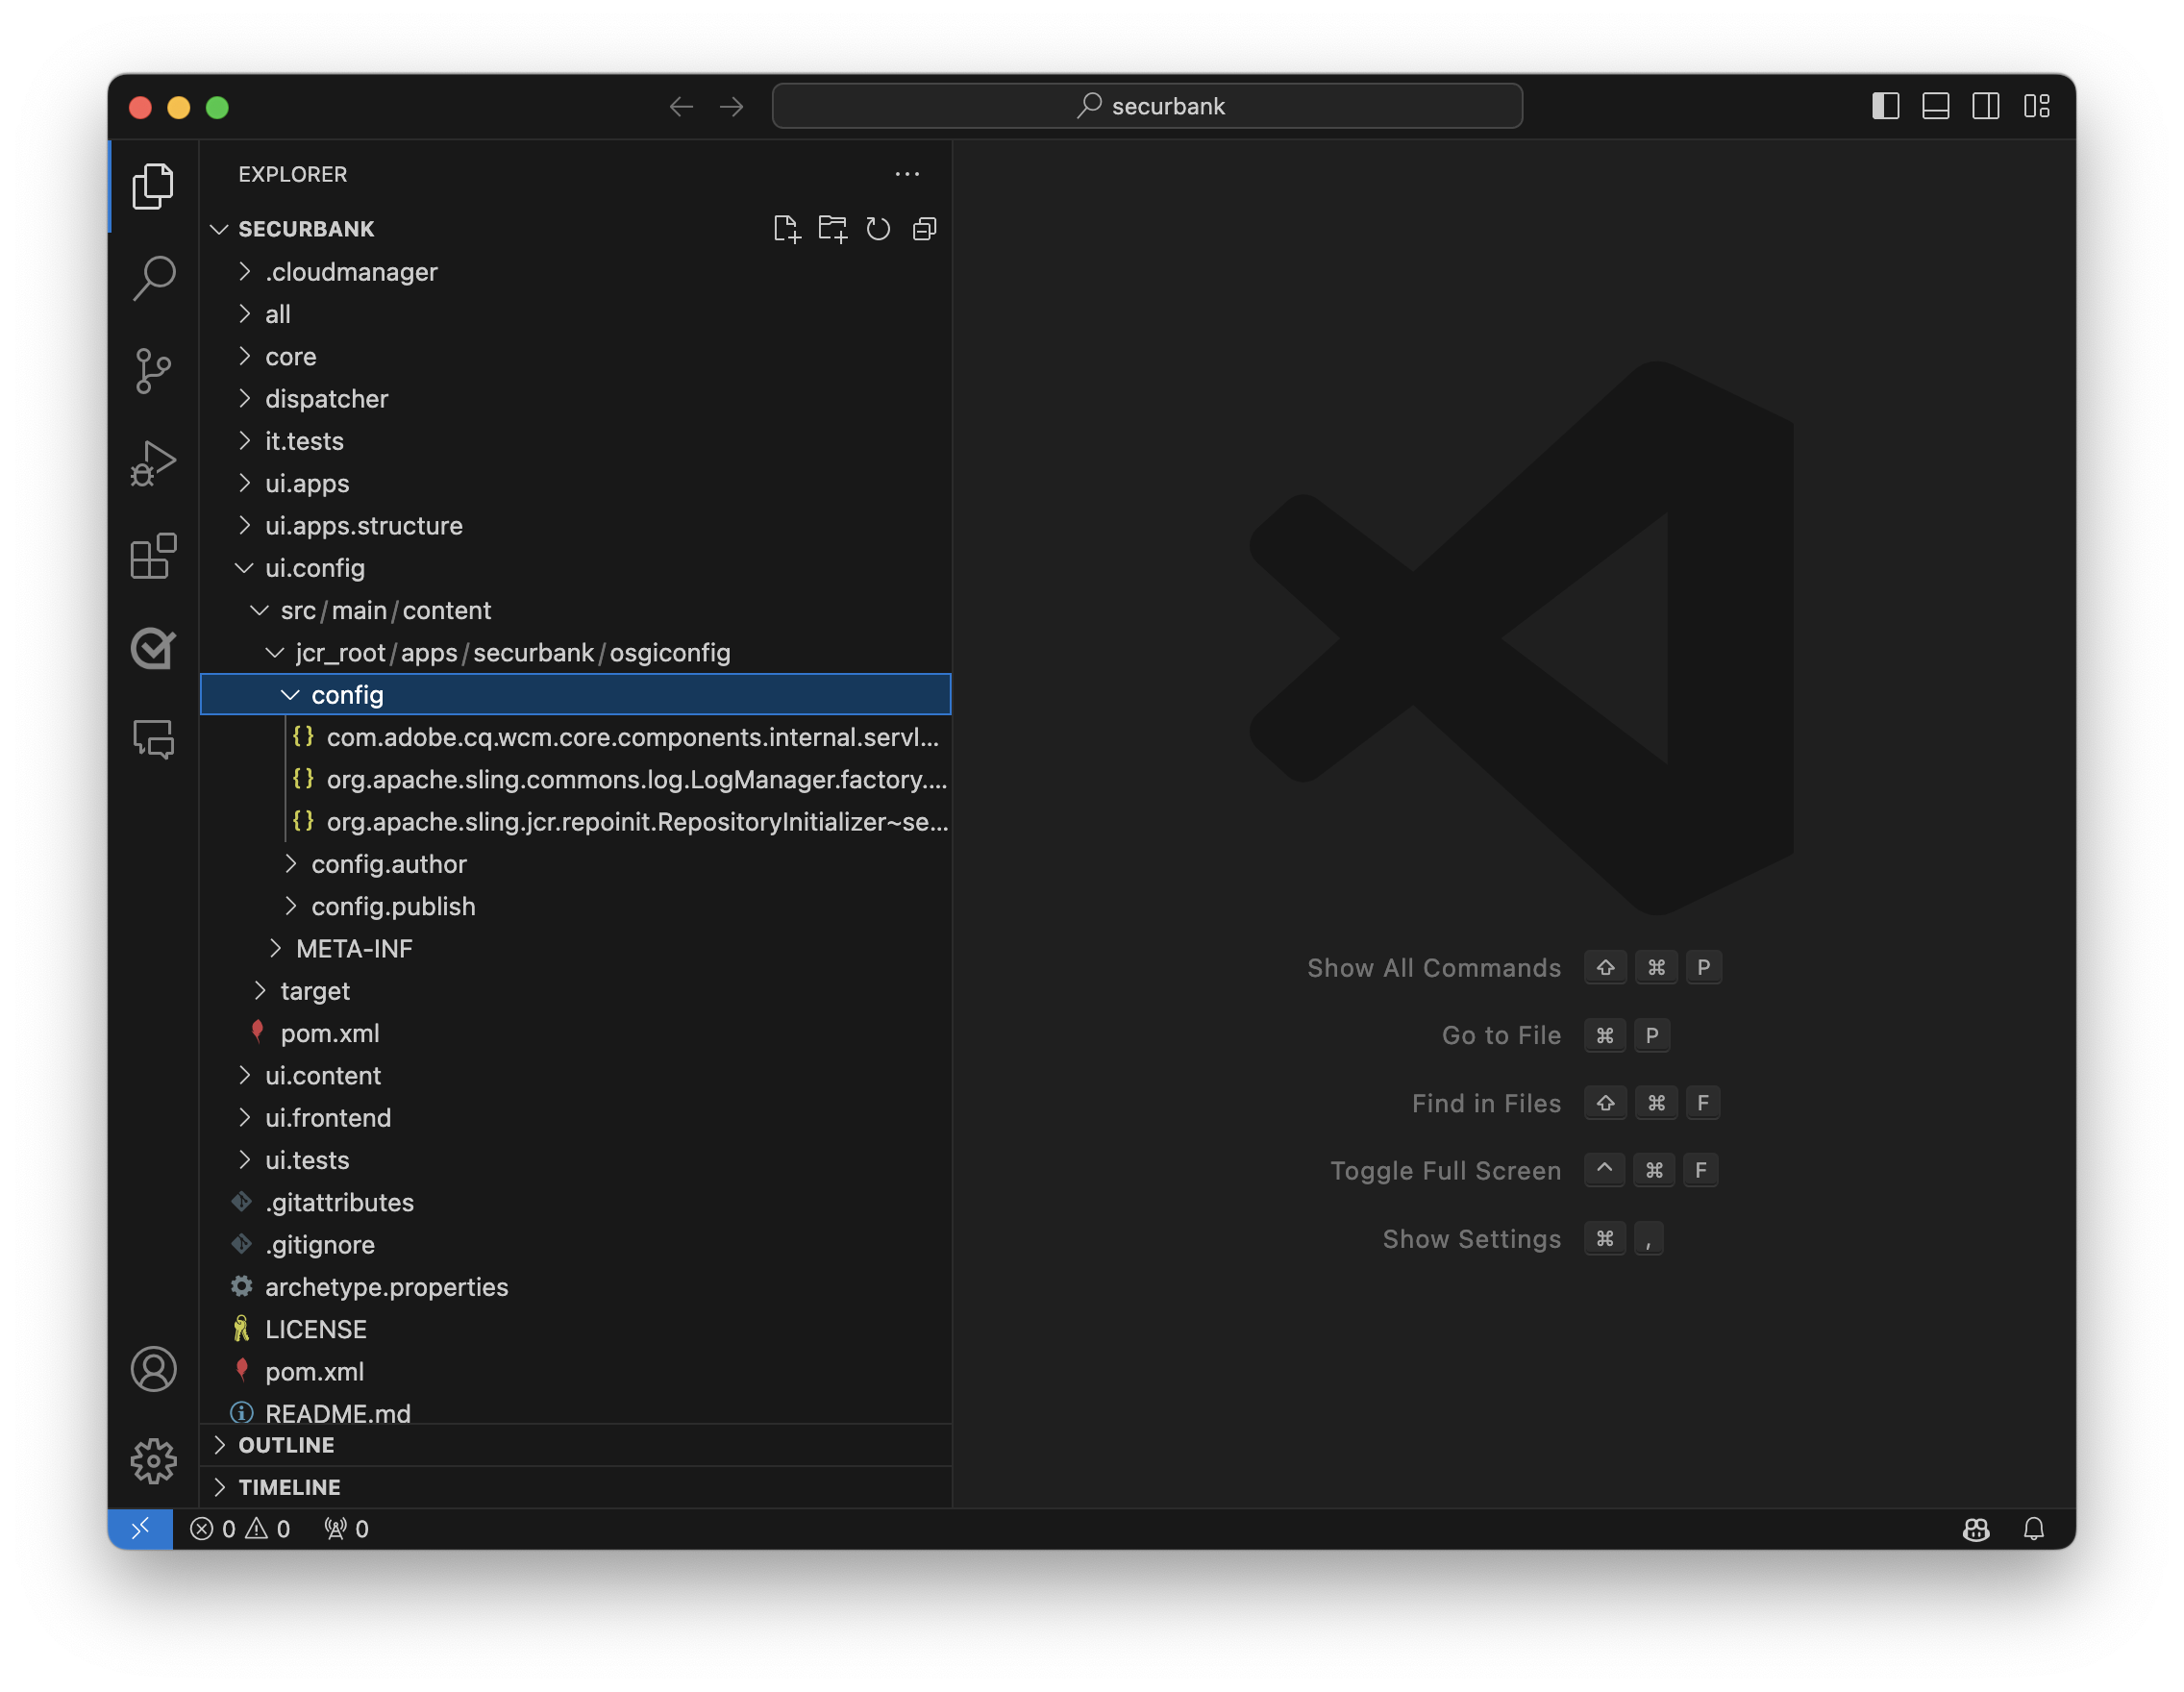 securbank
EXPLORER
SECURBANK
.cloudmanager
all
core
dispatcher
it.tests
ui.apps
ui.apps.structure
ui.config
src/main/content
jcr_root/apps/securbank/osgiconfig
config
{} com.adobe.cq.wcm.core.components.internal.servl...
{} org.apache.sling.commons.log.LogManager.factory....
{} org.apache.sling.jcr.repoinit.RepositoryInitializer~se...
config.author
config.publish
META-INF
target
pom.xml
ui.content
ui.frontend
ui.tests
.gitattributes
.gitignore
archetype.properties
LICENSE
pom.xml
README.md
OUTLINE
TIMELINE
Show All Commands ⇧ ⌘ P
Go to File ⌘ P
Find in Files ⇧ ⌘ F
Toggle Full Screen ^ ⌘ F
Show Settings ⌘ ,
0 0 0